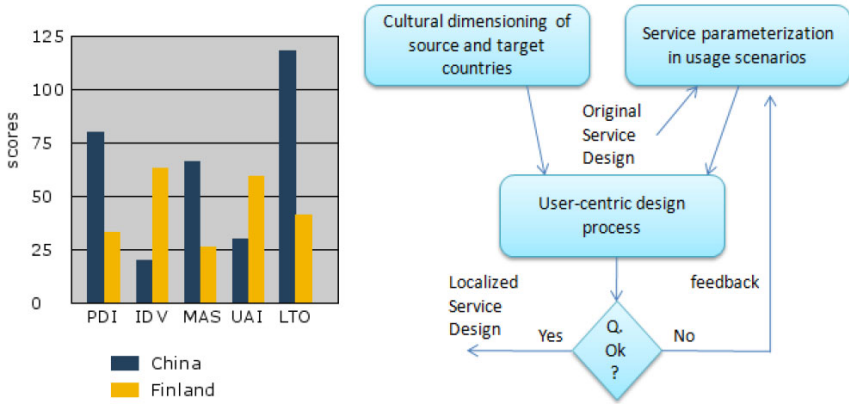 125
100
75
50
25
0
scores
PDI IDV MAS UAI LTO
China
Finland
Cultural dimensioning of
source and target
countries
Service parameterization
in usage scenarios
Original
Service
Design
User-centric design
process
Localized
Service
Design
feedback
Yes
Q.
Ok
?
No